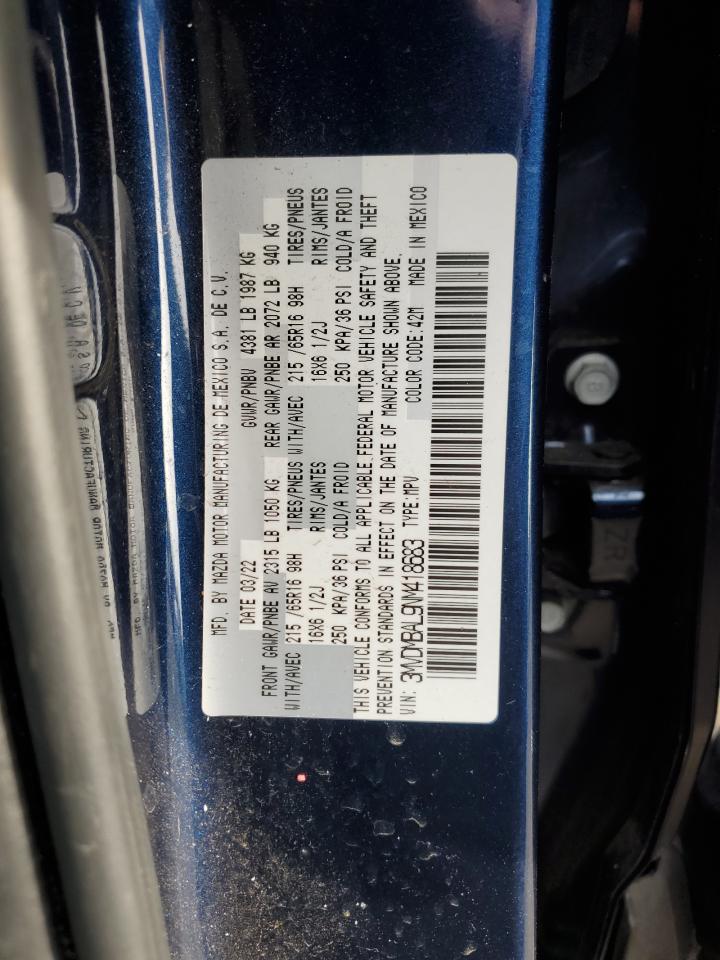 MFD. BY MAZDA MOTOR MANUFACTURING DE MEXICO S.A. DE C.V.
DATE 03/22 GVWR/PNBV 4381 LB 1987 KG
FRONT GAWR/PNBE AV 2315 LB 1050 KG REAR GAWR/PNBE AR 2072 LB 940 KG
WITH/AVEC 215 /65R16 98H TIRES/PNEUS WITH/AVEC 215 /65R16 98H TIRES/PNEUS
16X6 1/2J RIMS/JANTES 16X6 1/2J RIMS/JANTES
250 KPA/36 PSI COLD/A FROID 250 KPA/36 PSI COLD/A FROID
THIS VEHICLE CONFORMS TO ALL APPLICABLE FEDERAL MOTOR VEHICLE SAFETY AND THEFT
PREVENTION STANDARDS IN EFFECT ON THE DATE OF MANUFACTURE SHOWN ABOVE.
VIN: 3MVDMBAL9NM418683 TYPE:MPV COLOR CODE:42M MADE IN MEXICO
ZR